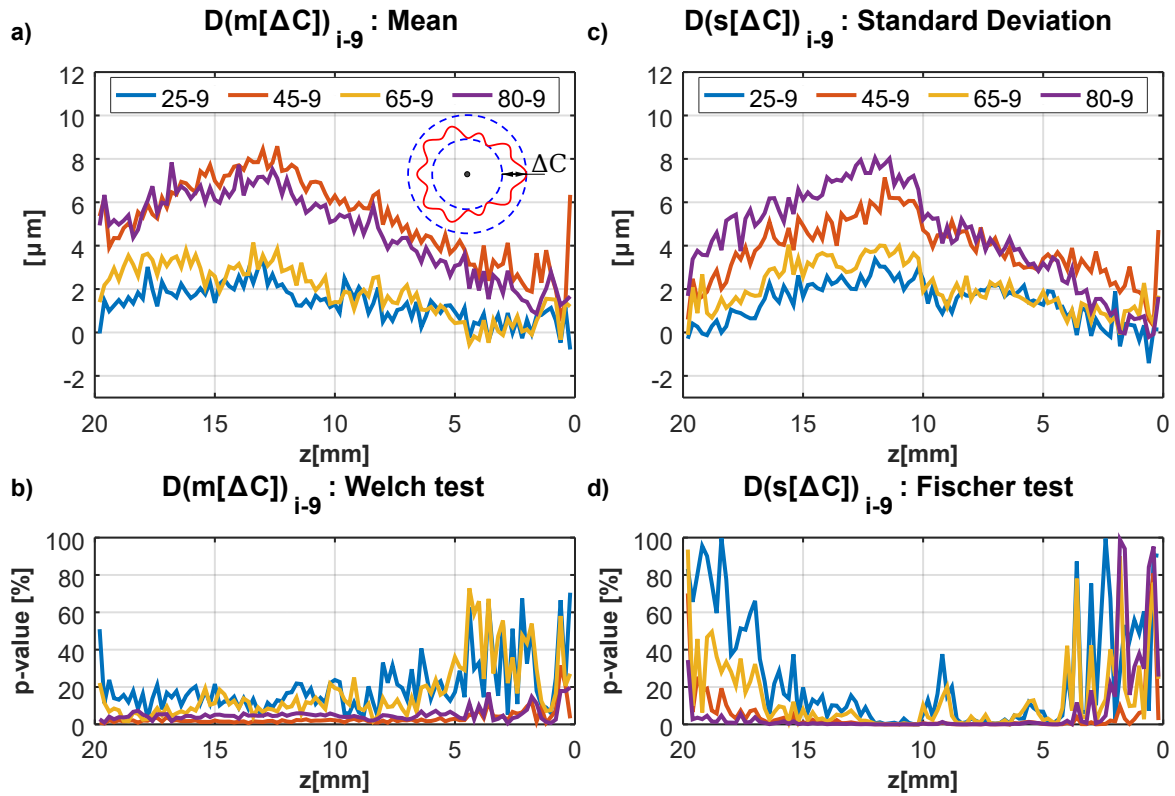 a)
D(m[ΔC])i-9 : Mean
12
10
8
6
4
2
0
-2
[μm]
25-9 45-9 65-9 80-9
ΔC
20 15 10 5 0
z[mm]
b)
D(m[ΔC])i-9 : Welch test
100
80
60
40
20
0
p-value [%]
20 15 10 5 0
z[mm]
c)
D(s[ΔC])i-9 : Standard Deviation
12
10
8
6
4
2
0
-2
[μm]
25-9 45-9 65-9 80-9
20 15 10 5 0
z[mm]
d)
D(s[ΔC])i-9 : Fischer test
100
80
60
40
20
0
p-value [%]
20 15 10 5 0
z[mm]